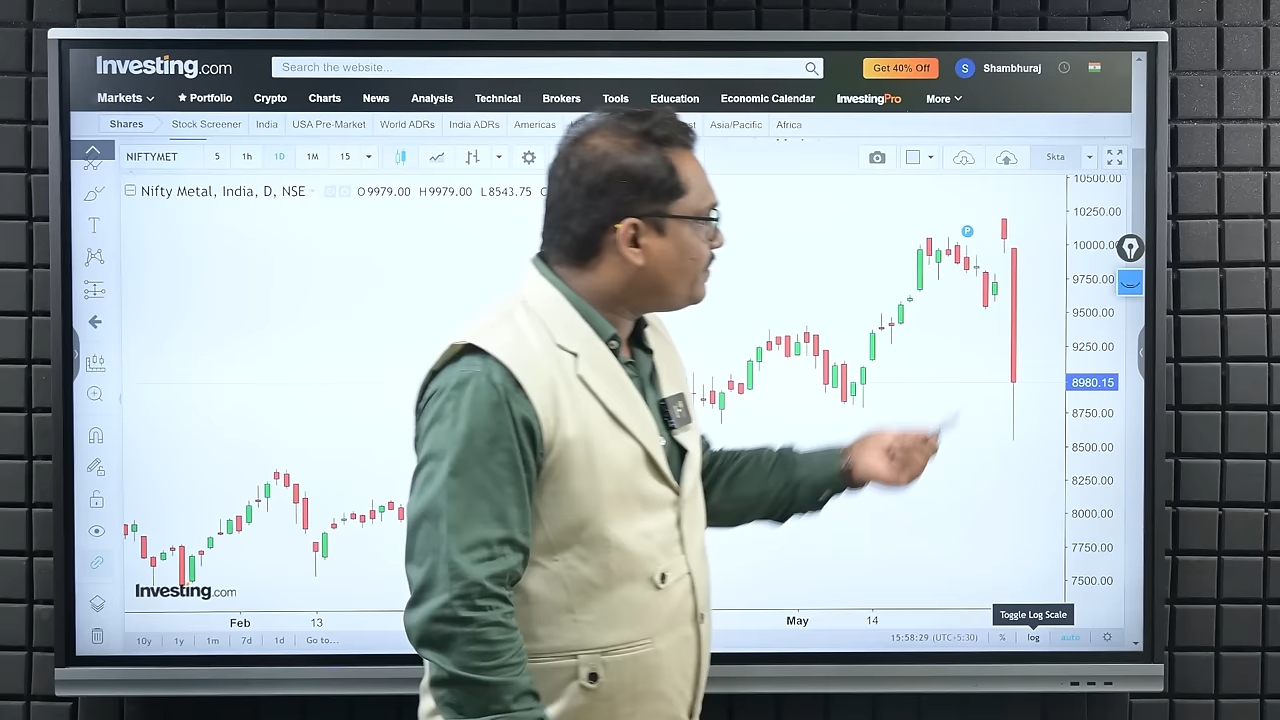 Investing.com
Search the website...
Get 40% Off
S Shambhuraj
Markets Portfolio Crypto Charts News Analysis Technical Brokers Tools Education Economic Calendar InvestingPro More
Shares Stock Screener India USA Pre-Market World ADRs India ADRs Americas Asia/Pacific Africa
NIFTYMET 5 1h 1D 1M 15 Skta
Nifty Metal, India, D, NSE O9979.00 H9979.00 L8543.75
10500.00
10250.00
P
10000.00
9750.00
9500.00
9250.00
8980.15
8750.00
8500.00
8250.00
8000.00
7750.00
7500.00
Investing.com
Toggle Log Scale
Feb 13 May 14
10y 1y 1m 7d 1d Go to... 15:58:29 (UTC+5:30) % log auto